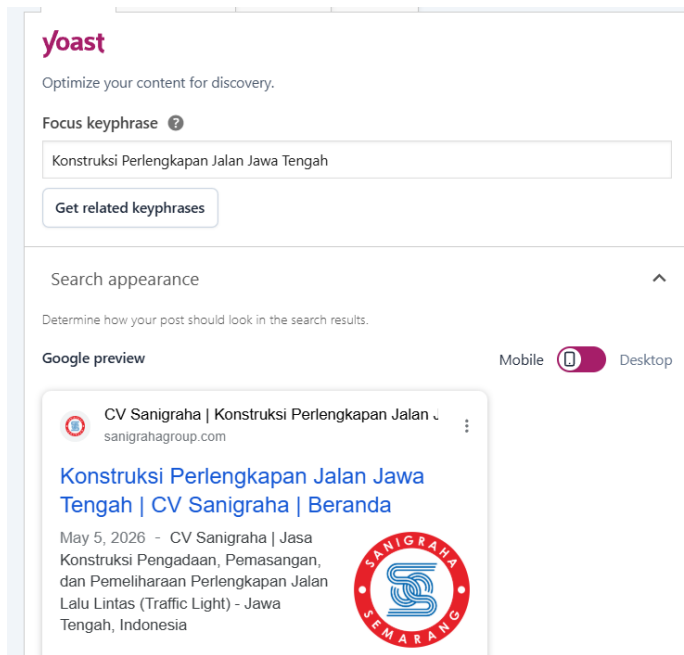 yoast
Optimize your content for discovery.
Focus keyphrase ?
Konstruksi Perlengkapan Jalan Jawa Tengah
Get related keyphrases
Search appearance
Determine how your post should look in the search results.
Google preview
Mobile Desktop
CV Sanigraha | Konstruksi Perlengkapan Jalan
sanigrahagroup.com
Konstruksi Perlengkapan Jalan Jawa
Tengah | CV Sanigraha | Beranda
May 5, 2026 - CV Sanigraha | Jasa
Konstruksi Pengadaan, Pemasangan,
dan Pemeliharaan Perlengkapan Jalan
Lalu Lintas (Traffic Light) - Jawa
Tengah, Indonesia
SANIGRAHA
SEMARANG